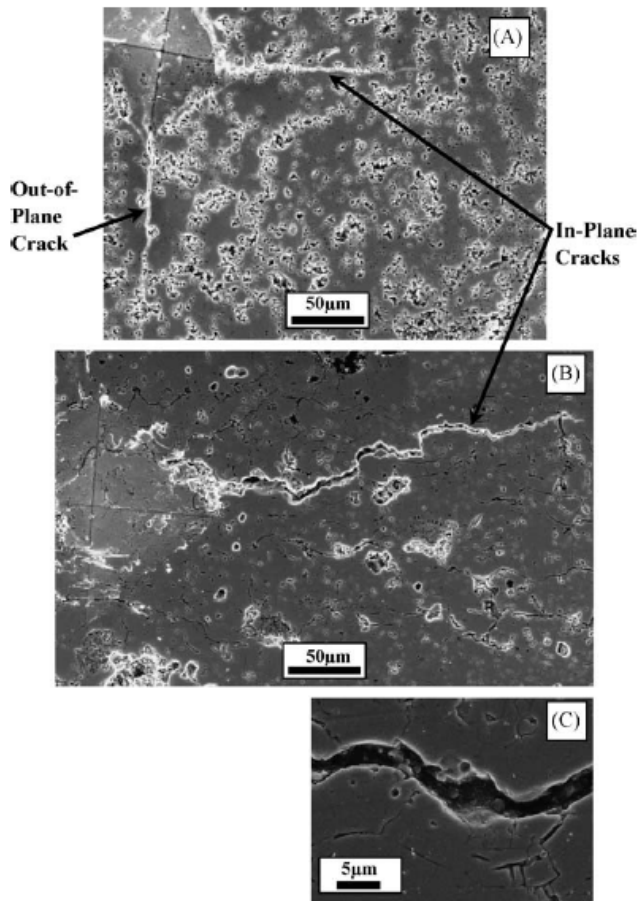 (A)
Out-of-
Plane
Crack
In-Plane
Cracks
50µm
(B)
50µm
(C)
5µm